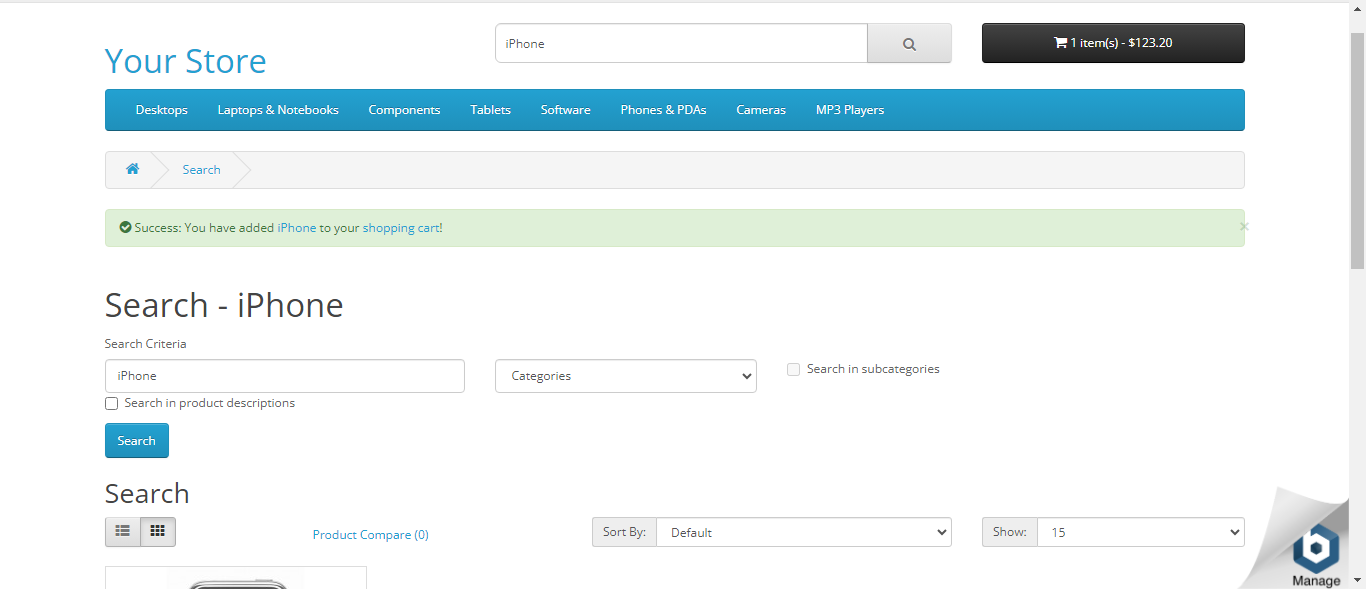 iPhone
1 item(s) - $123.20
Your Store
Desktops Laptops & Notebooks Components Tablets Software Phones & PDAs Cameras MP3 Players
Search
Success: You have added iPhone to your shopping cart!
×
Search - iPhone
Search Criteria
iPhone Categories Search in subcategories
Search in product descriptions
Search
Search
Product Compare (0) Sort By: Default Show: 15
Manage